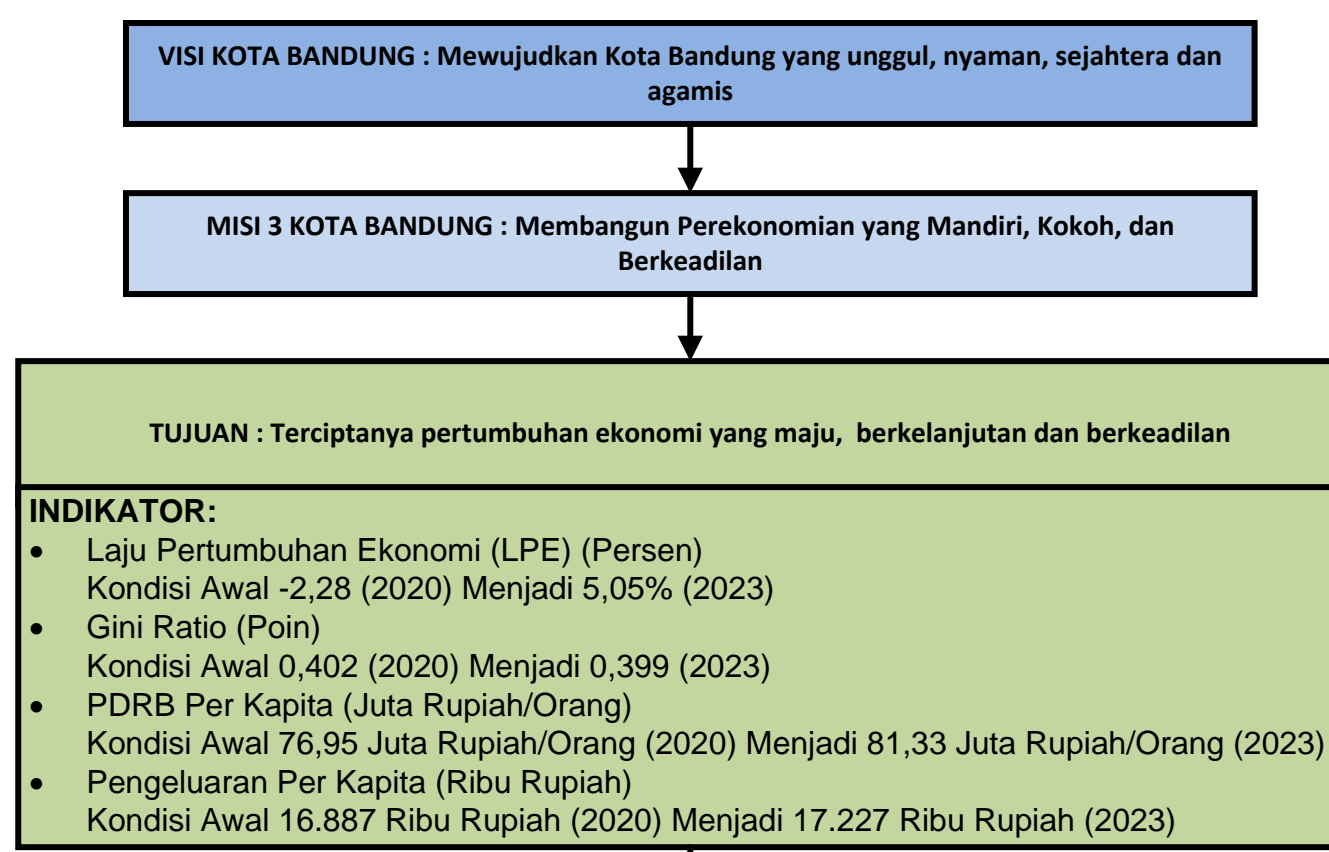 VISI KOTA BANDUNG : Mewujudkan Kota Bandung yang unggul, nyaman, sejahtera dan
agamis
MISI 3 KOTA BANDUNG : Membangun Perekonomian yang Mandiri, Kokoh, dan
Berkeadilan
TUJUAN : Terciptanya pertumbuhan ekonomi yang maju, berkelanjutan dan berkeadilan
INDIKATOR:
• Laju Pertumbuhan Ekonomi (LPE) (Persen)
Kondisi Awal -2,28 (2020) Menjadi 5,05% (2023)
• Gini Ratio (Poin)
Kondisi Awal 0,402 (2020) Menjadi 0,399 (2023)
• PDRB Per Kapita (Juta Rupiah/Orang)
Kondisi Awal 76,95 Juta Rupiah/Orang (2020) Menjadi 81,33 Juta Rupiah/Orang (2023)
• Pengeluaran Per Kapita (Ribu Rupiah)
Kondisi Awal 16.887 Ribu Rupiah (2020) Menjadi 17.227 Ribu Rupiah (2023)